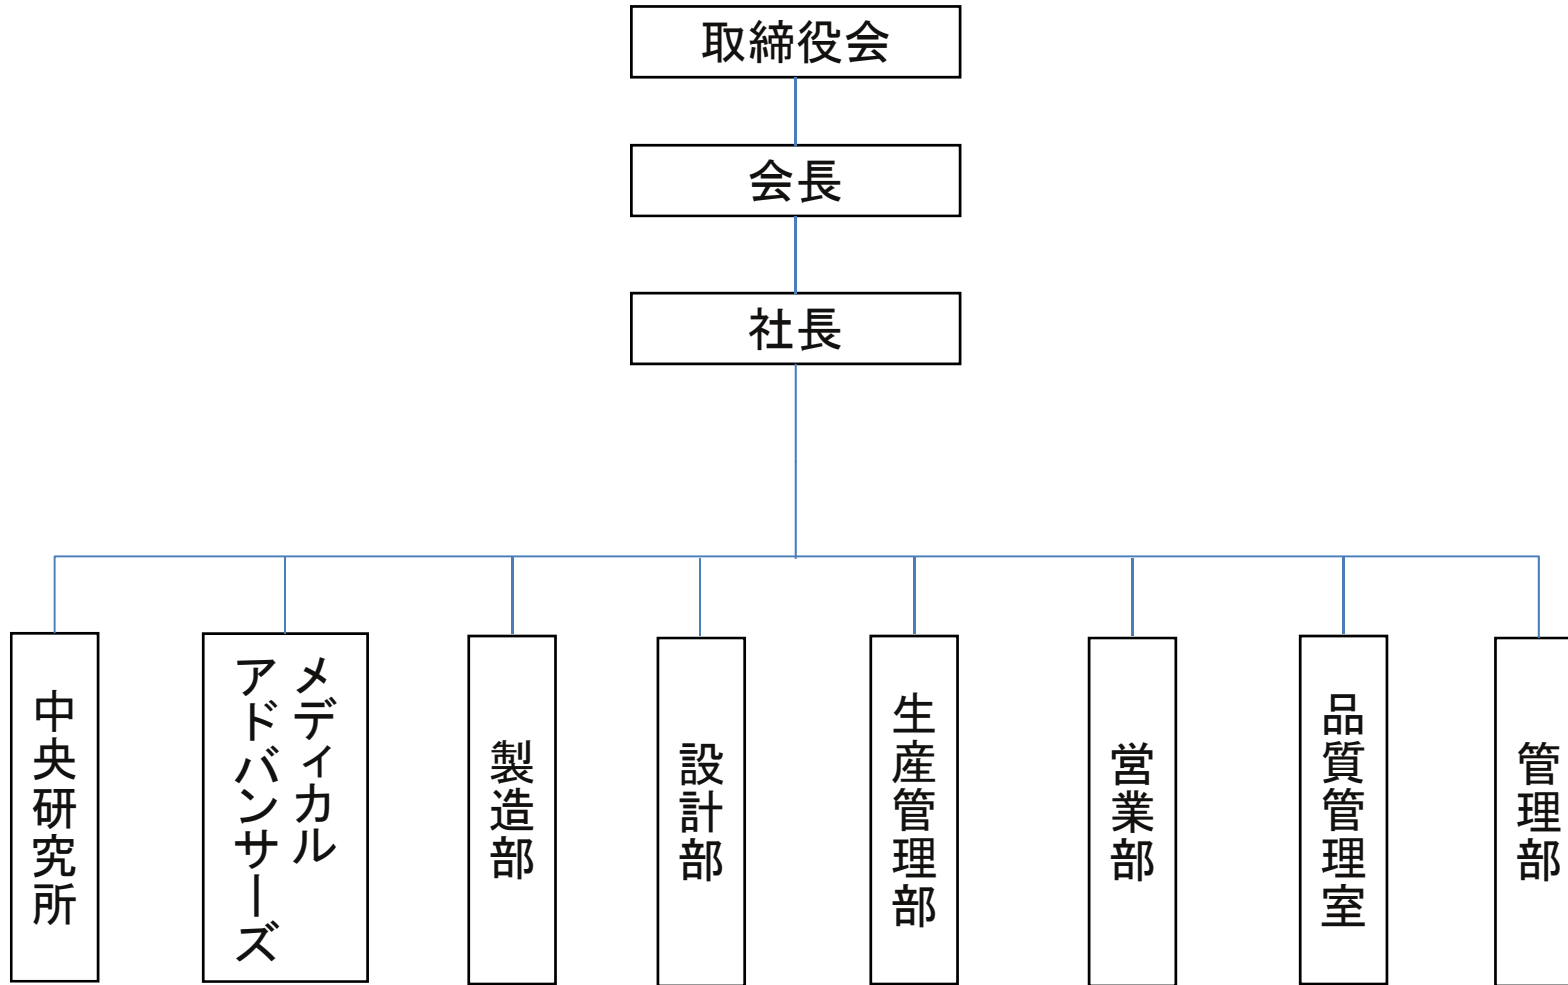 取締役会
会長
社長
中央研究所
メディカル
アドバンサーズ
製造部
設計部
生産管理部
営業部
品質管理室
管理部